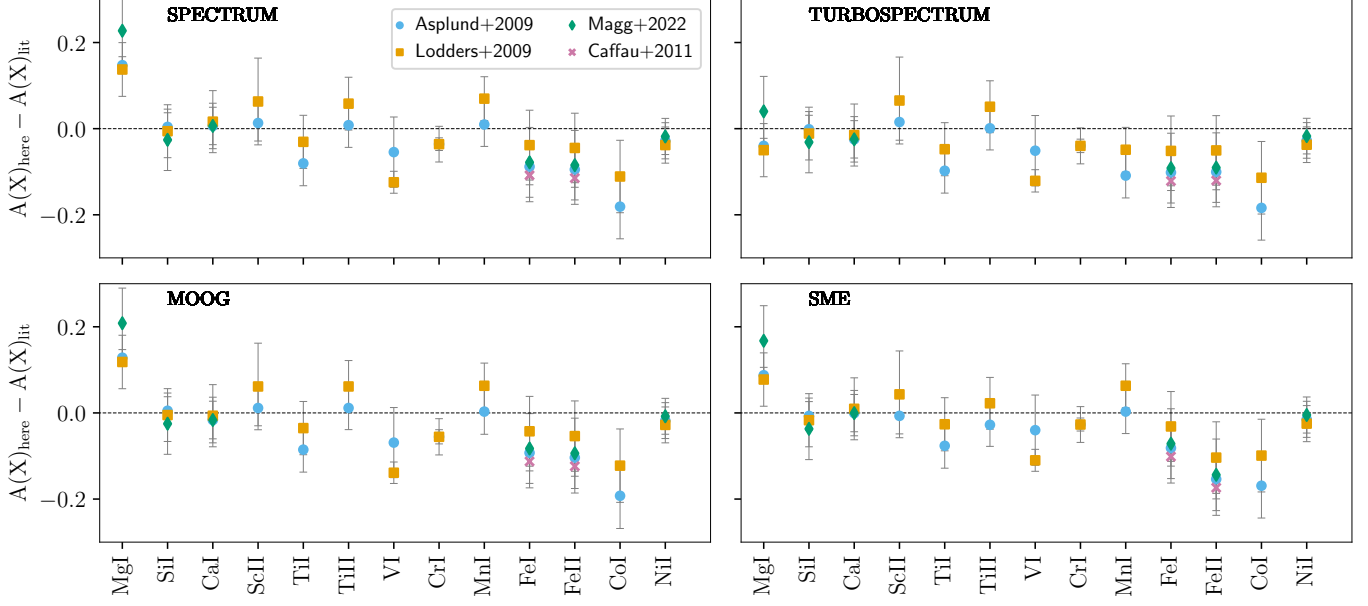 SPECTRUM
Asplund+2009
Lodders+2009
Magg+2022
Caffau+2011
TURBOSPECTRUM
A(X)here − A(X)lit
0.2
0.0
−0.2
MOOG
SME
A(X)here − A(X)lit
0.2
0.0
−0.2
MgI
SiI
CaI
ScII
TiI
TiII
VI
CrI
MnI
FeI
FeII
CoI
NiI
MgI
SiI
CaI
ScII
TiI
TiII
VI
CrI
MnI
FeI
FeII
CoI
NiI